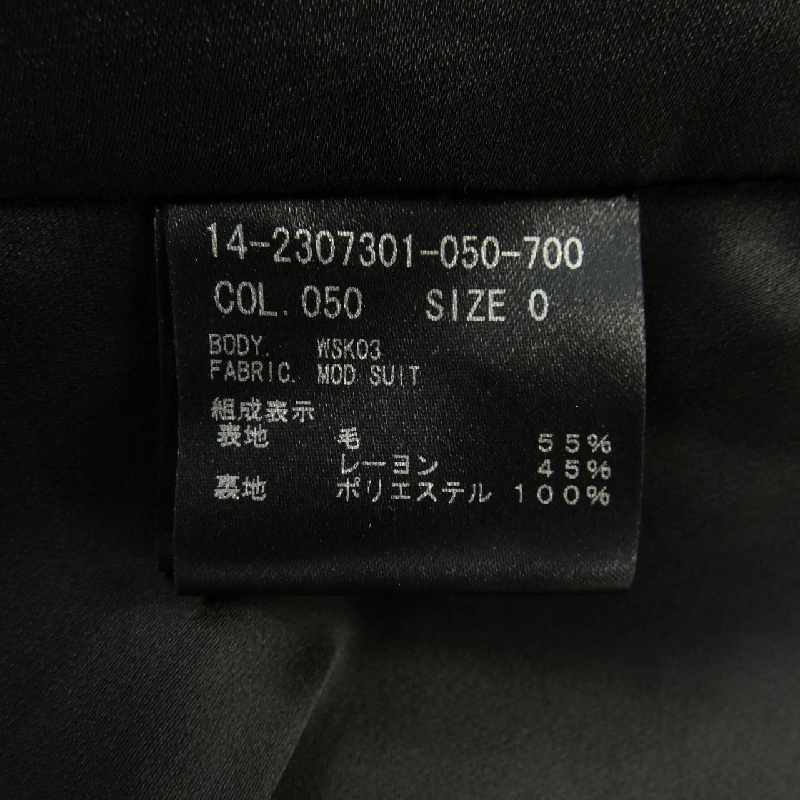 14-2307301-050-700
COL. 050 SIZE 0
BODY. WSK03
FABRIC. MOD SUIT
組成表示
表地 毛 55%
レーヨン 45%
裏地 ポリエステル 100%